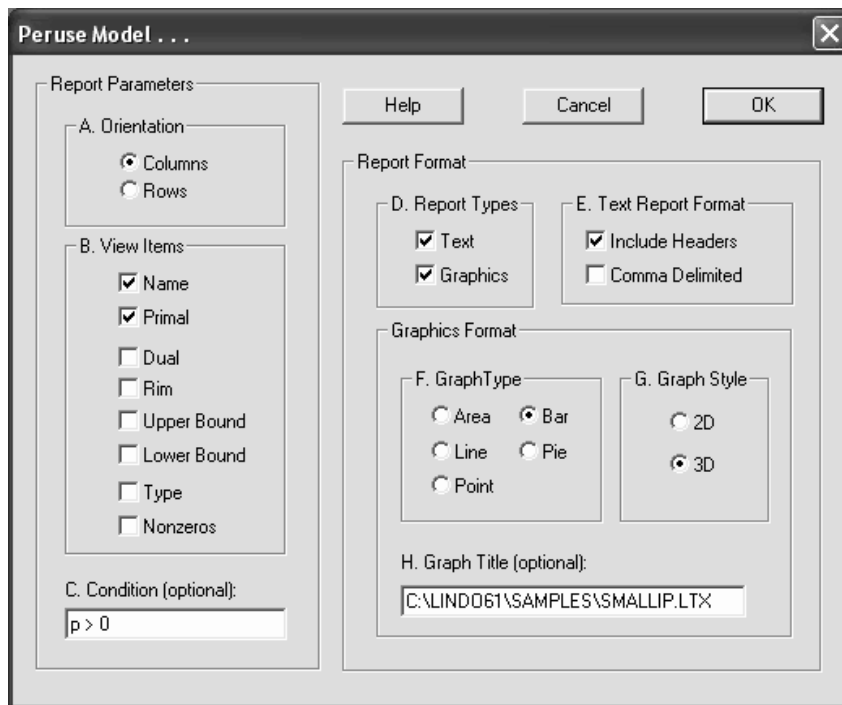 Peruse Model . . .
Report Parameters
A. Orientation
Columns
Rows
B. View Items
Name
Primal
Dual
Rim
Upper Bound
Lower Bound
Type
Nonzeros
C. Condition (optional):
p > 0
Help
Cancel
OK
Report Format
D. Report Types
Text
Graphics
E. Text Report Format
Include Headers
Comma Delimited
Graphics Format
F. GraphType
Area
Bar
Line
Pie
Point
G. Graph Style
2D
3D
H. Graph Title (optional):
C:\LINDO61\SAMPLES\SMALLIP.LTX